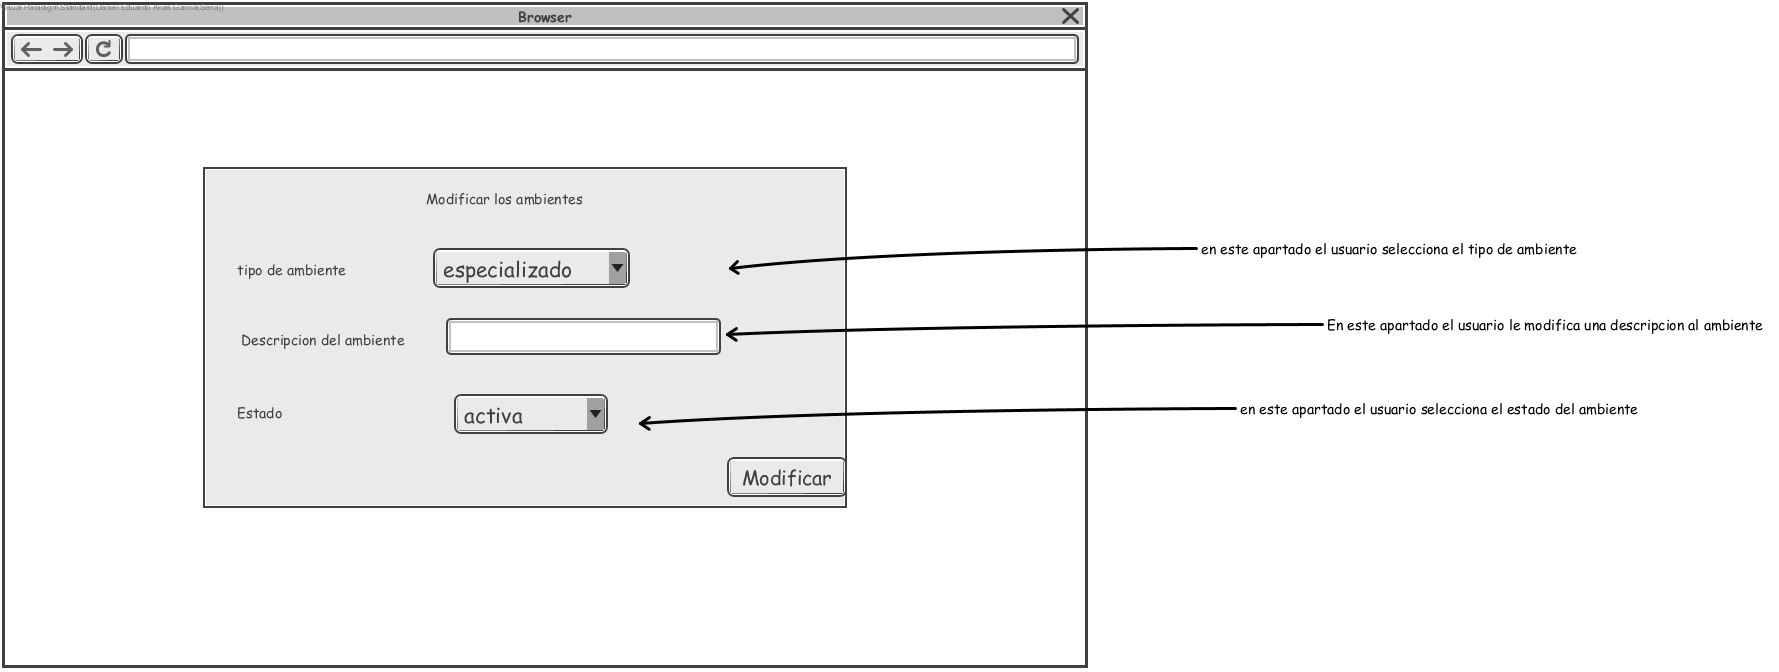 Visual Paradigm Standard(Daniel Eduardo Arias Garcia(Sena))
Browser
Modificar los ambientes
tipo de ambiente
especializado
en este apartado el usuario selecciona el tipo de ambiente
Descripcion del ambiente
En este apartado el usuario le modifica una descripcion al ambiente
Estado
activa
en este apartado el usuario selecciona el estado del ambiente
Modificar